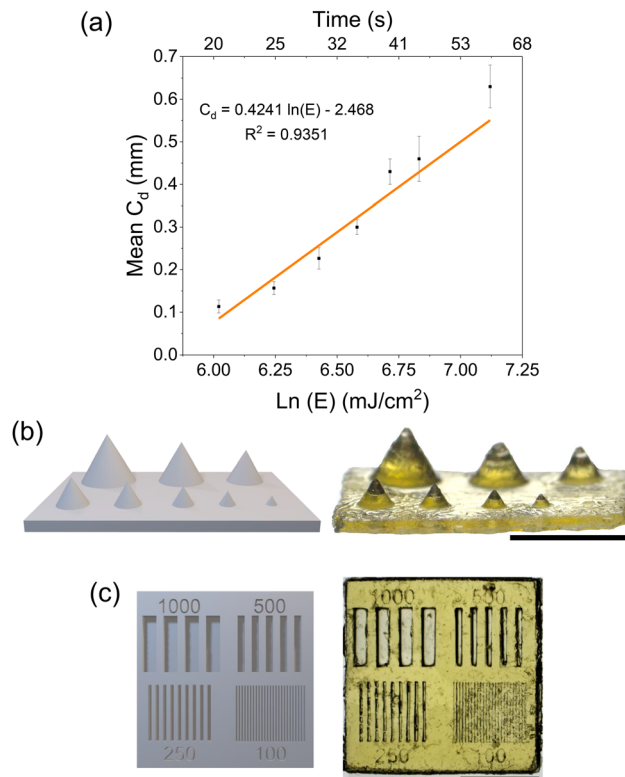 (a)
Time (s)
20 25 32 35 41 45 53 60 68
0.7
0.6
0.5
0.4
0.3
0.2
0.1
0.0
Mean C_d (mm)
C_d = 0.4241 ln(E) - 2.468
R² = 0.9351
6.00 6.25 6.50 6.75 7.00 7.25
Ln (E) (mJ/cm²)
(b)
(c)
1000 500
250 100
1000 500
250 100